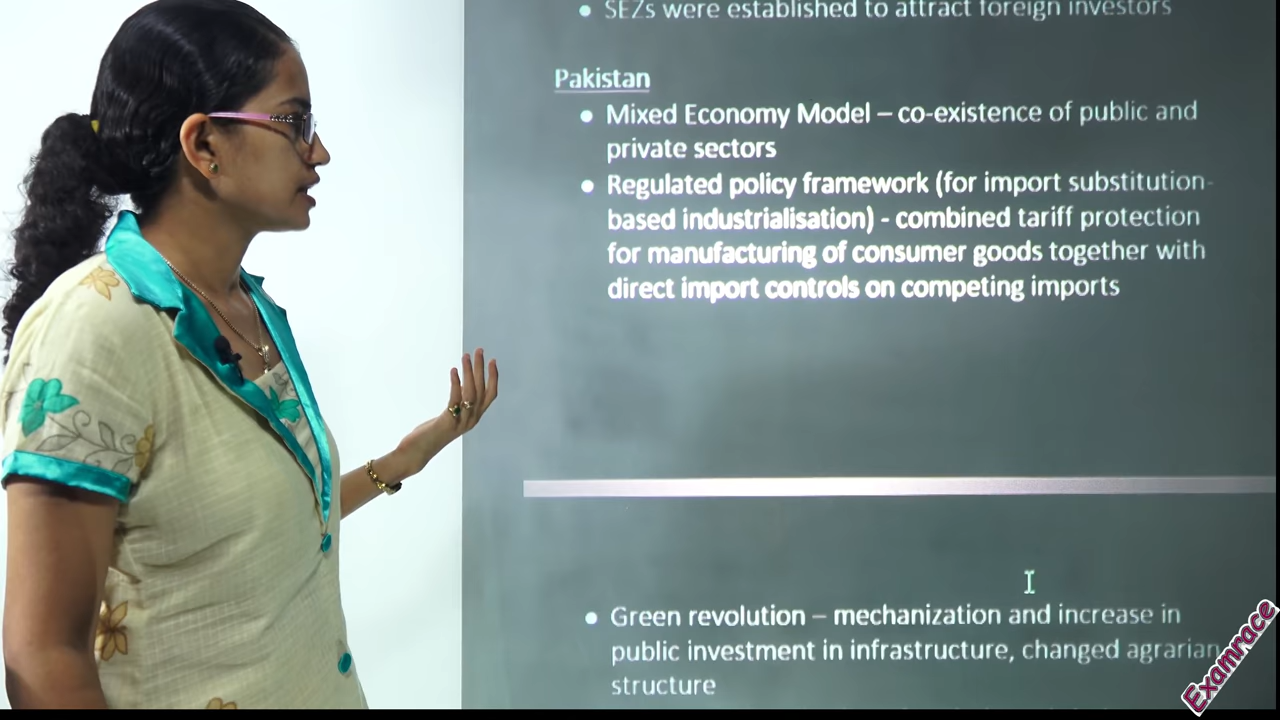 • SEZs were established to attract foreign investors
Pakistan
• Mixed Economy Model – co-existence of public and
private sectors
• Regulated policy framework (for import substitution-
based industrialisation) - combined tariff protection
for manufacturing of consumer goods together with
direct import controls on competing imports
• Green revolution – mechanization and increase in
public investment in infrastructure, changed agrarian
structure
Examrace